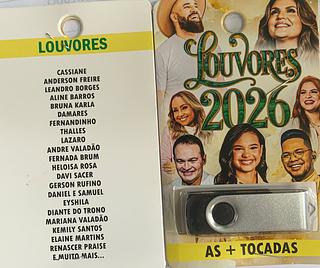 LOUVORES
CASSIANE
ANDERSON FREIRE
LEANDRO BORGES
ALINE BARROS
BRUNA KARLA
DAMARES
FERNANDINHO
THALLES
LAZARO
ANDRE VALADÃO
FERNADA BRUM
HELOISA ROSA
DAVI SACER
GERSON RUFINO
DANIEL E SAMUEL
EYSHILA
DIANTE DO TRONO
MARIANA VALADÃO
KEMILY SANTOS
ELAINE MARTINS
RENASCER PRAISE
E MUITO MAIS...
LOUVORES
2026
AS + TOCADAS